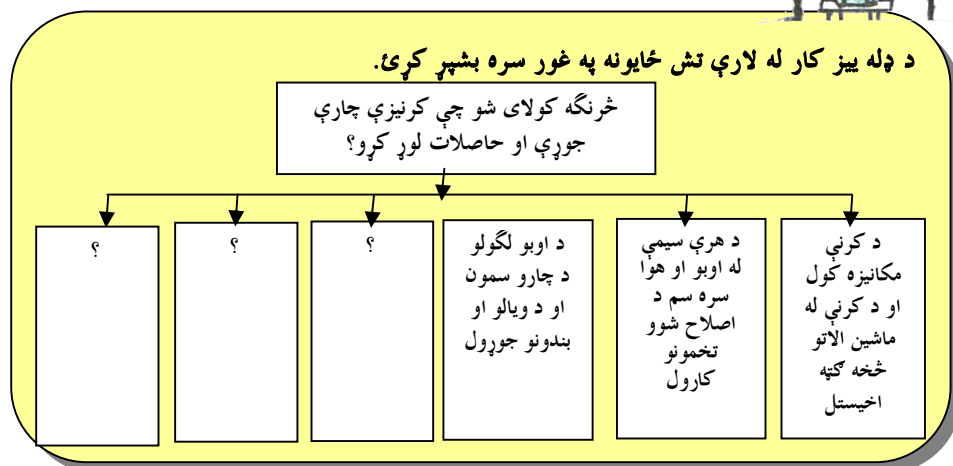 د ډله ییز کار له لارې تش ځایونه په غور سره بشپړ کړئ.
څرنگه کولای شو چې کرنیزې چارې
جوړې او حاصلات لوړ کړو؟
د کرنې
مکانیزه کول
او د کرنې له
ماشین الاتو
څخه ګټه
اخیستل
د هرې سیمې
له اوبو او هوا
سره سم د
اصلاح شوو
تخمونو
کارول
د اوبو لگولو
د چارو سمون
او د ویالو او
بندونو جوړول
؟
؟
؟